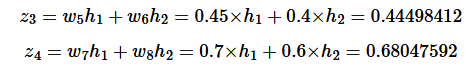 z₃ = w₅h₁ + w₆h₂ = 0.45×h₁ + 0.4×h₂ = 0.44498412
z₄ = w₇h₁ + w₈h₂ = 0.7×h₁ + 0.6×h₂ = 0.68047592